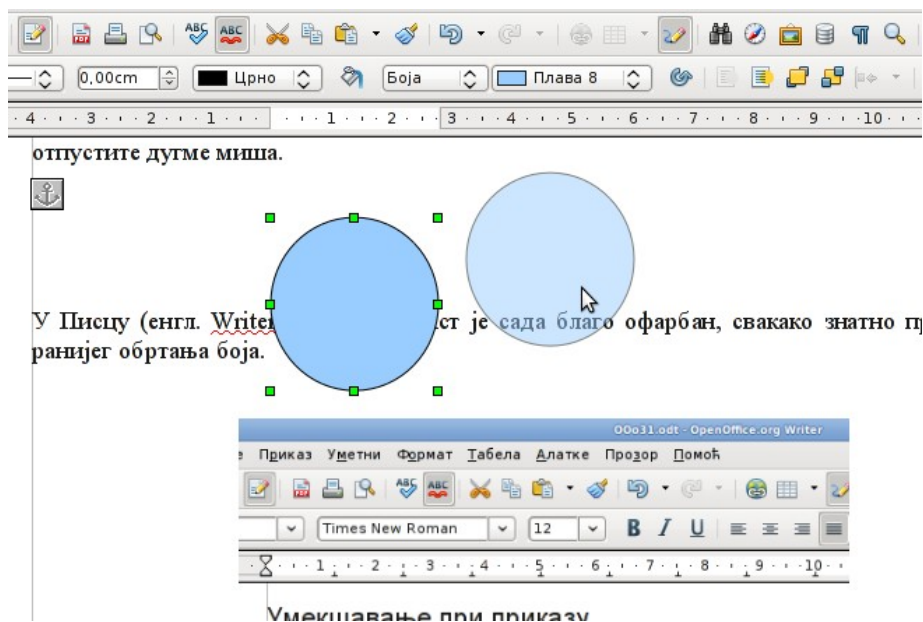 0,00cm Црно Боја Плава 8
4 3 2 1 1 2 3 4 5 6 7 8 9 10
отпустите дугме миша.
У Писцу (енгл. је сада благо офарбан, свакако знатно
ранијег обртања боја.
OOo31.odt - OpenOffice.org Writer
Приказ Уметни Формат Табела Алатке Прозор Помоћ
Times New Roman 12 B I U
1 2 3 4 5 6 7 8 9 10
Умекшавање при приказу